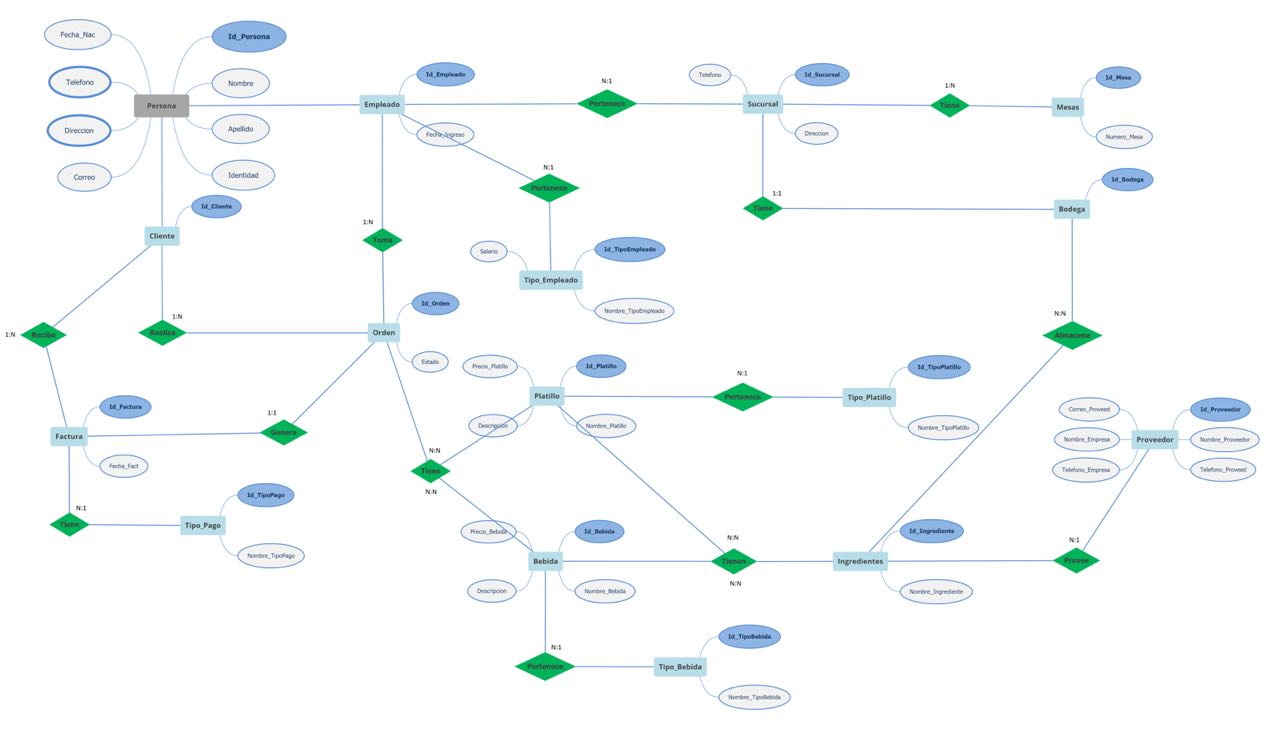 Fecha_Nac
Id_Persona
Telefono
Nombre
Persona
Direccion
Apellido
Correo
Identidad
Id_Empleado
Empleado
Fecha_Ingreso
N:1
Pertenece
Telefono
Id_Sucursal
Sucursal
Direccion
1:N
Tiene
Id_Mesa
Mesas
Numero_Mesa
N:1
Pertenece
1:1
Tiene
Id_Bodega
Bodega
Id_Cliente
Cliente
1:N
Toma
Salario
Id_TipoEmpleado
Tipo_Empleado
Nombre_TipoEmpleado
1:N
Recibe
1:N
Realiza
Id_Orden
Orden
Estado
N:N
Almacena
Precio_Platillo
Id_Platillo
Platillo
Descripcion
Nombre_Platillo
N:1
Pertenece
Id_TipoPlatillo
Tipo_Platillo
Nombre_TipoPlatillo
Id_Factura
Factura
Fecha_Fact
1:1
Genera
Correo_Proveed
Id_Proveedor
Nombre_Empresa
Proveedor
Nombre_Proveedor
Telefono_Empresa
Telefono_Proveed
N:N
Tiene
N:N
N:1
Tiene
Id_TipoPago
Tipo_Pago
Nombre_TipoPago
Precio_Bebida
Id_Bebida
Bebida
Descripcion
Nombre_Bebida
N:N
Tienen
N:N
Id_Ingrediente
Ingredientes
Nombre_Ingrediente
N:1
Provee
N:1
Pertenece
Id_TipoBebida
Tipo_Bebida
Nombre_TipoBebida